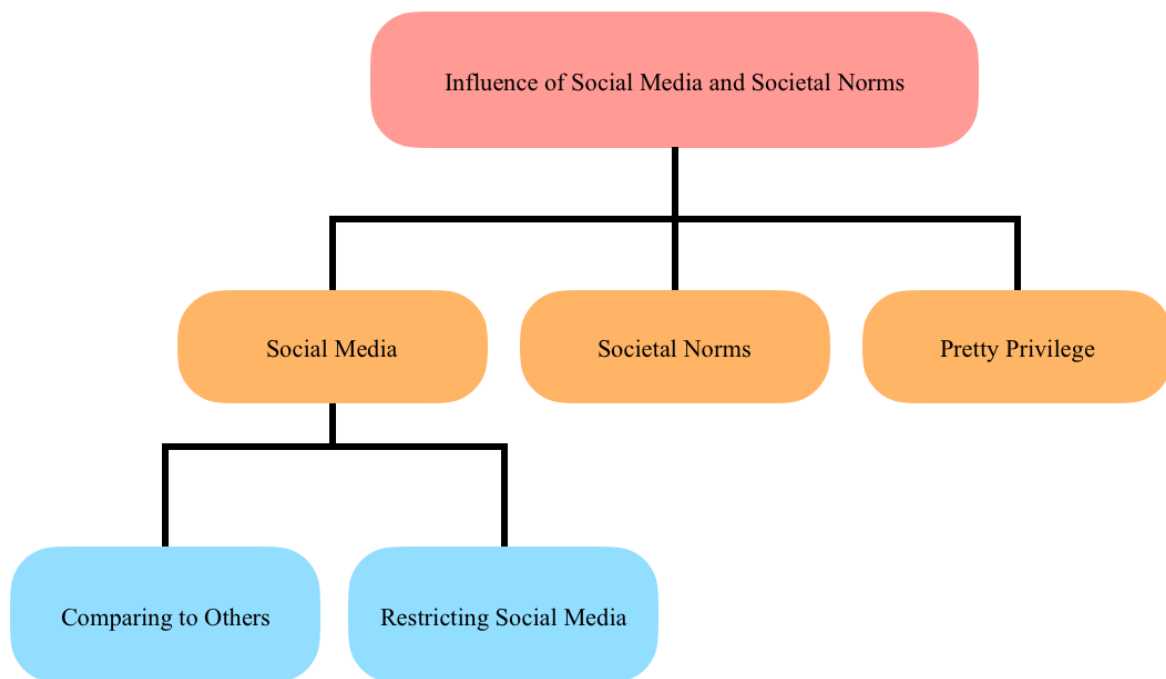 Influence of Social Media and Societal Norms
Social Media
Societal Norms
Pretty Privilege
Comparing to Others
Restricting Social Media